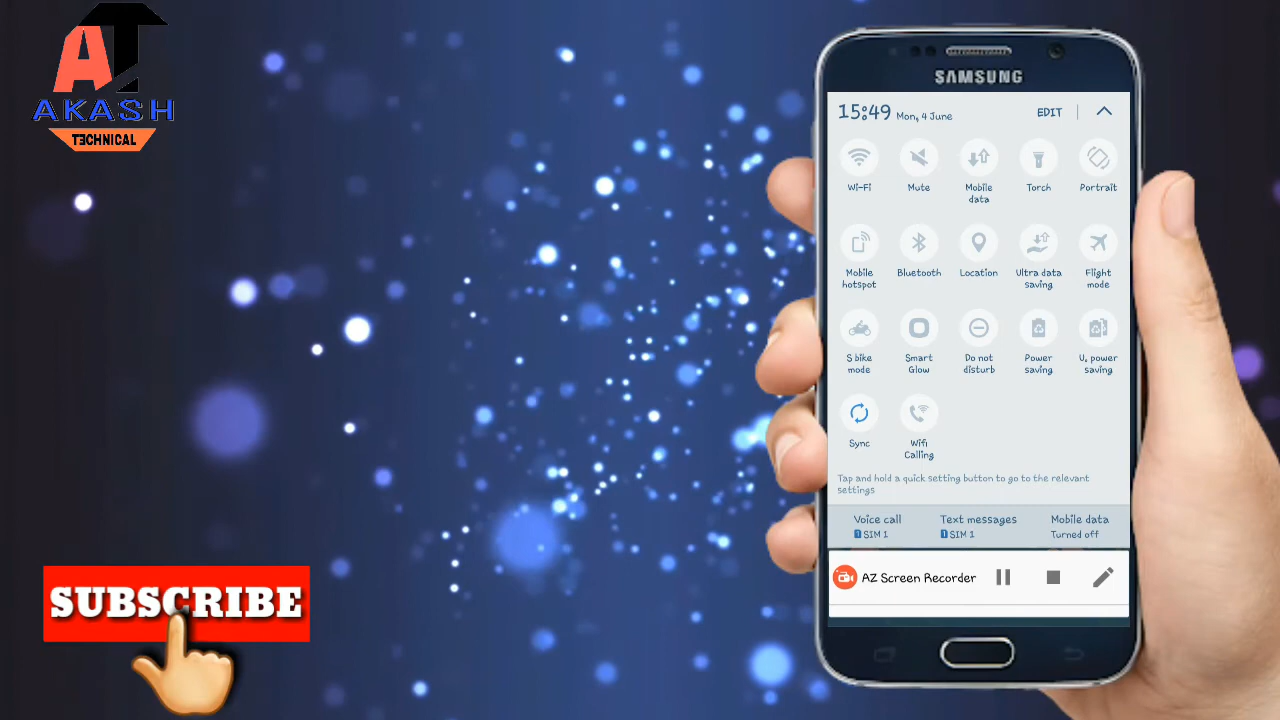 AT
AKASH
TECHNICAL
SAMSUNG
15:49 Mon, 4 June EDIT
Wi-Fi Mute Mobile data Torch Portrait
Mobile hotspot Bluetooth Location Ultra data saving Flight mode
S bike mode Smart Glow Do not disturb Power saving U. power saving
Sync Wifi Calling
Tap and hold a quick setting button to go to the relevant
settings
Voice call Text messages Mobile data
1 SIM 1 1 SIM 1 Turned off
AZ Screen Recorder
SUBSCRIBE